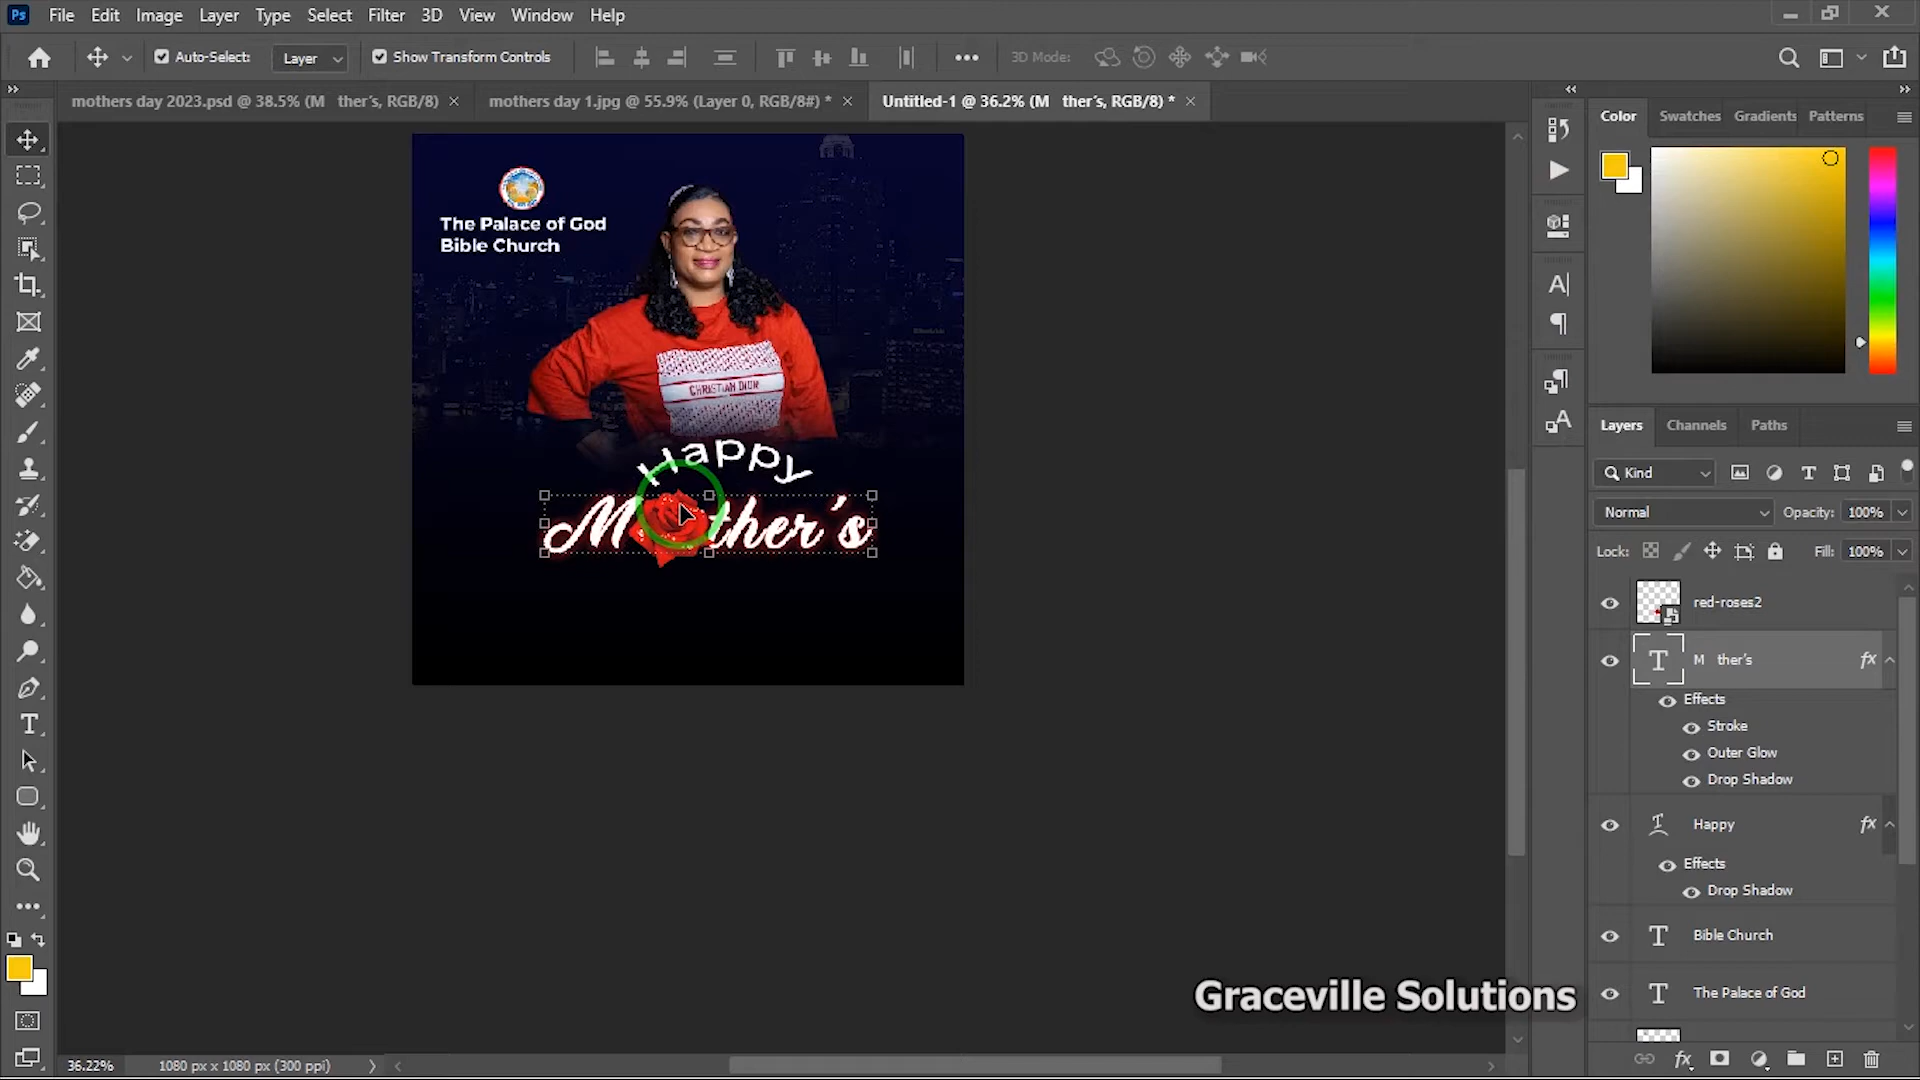 Ps File Edit Image Layer Type Select Filter 3D View Window Help
Auto-Select: Layer Show Transform Controls 3D Mode:
mothers day 2023.psd @ 38.5% (M ther's, RGB/8)
mothers day 1.jpg @ 55.9% (Layer 0, RGB/8#) *
Untitled-1 @ 36.2% (M ther's, RGB/8) *
Color Swatches Gradients Patterns
The Palace of God
Bible Church
CHRISTIAN DIOR
Happy
M ther's
Layers Channels Paths
Kind
Normal Opacity: 100%
Lock: Fill: 100%
red-roses2
M ther's fx
Effects
Stroke
Outer Glow
Drop Shadow
Happy fx
Effects
Drop Shadow
Bible Church
The Palace of God
Graceville Solutions
36.22% 1080 px x 1080 px (300 ppi)